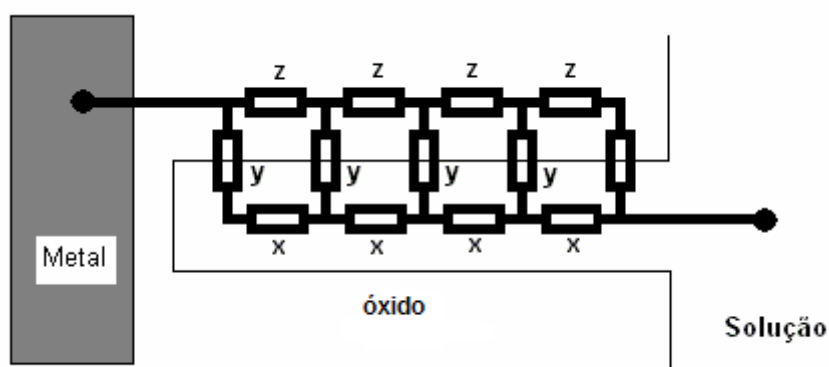 z z z z
y y y y
x x x x
Metal
óxido
Solução